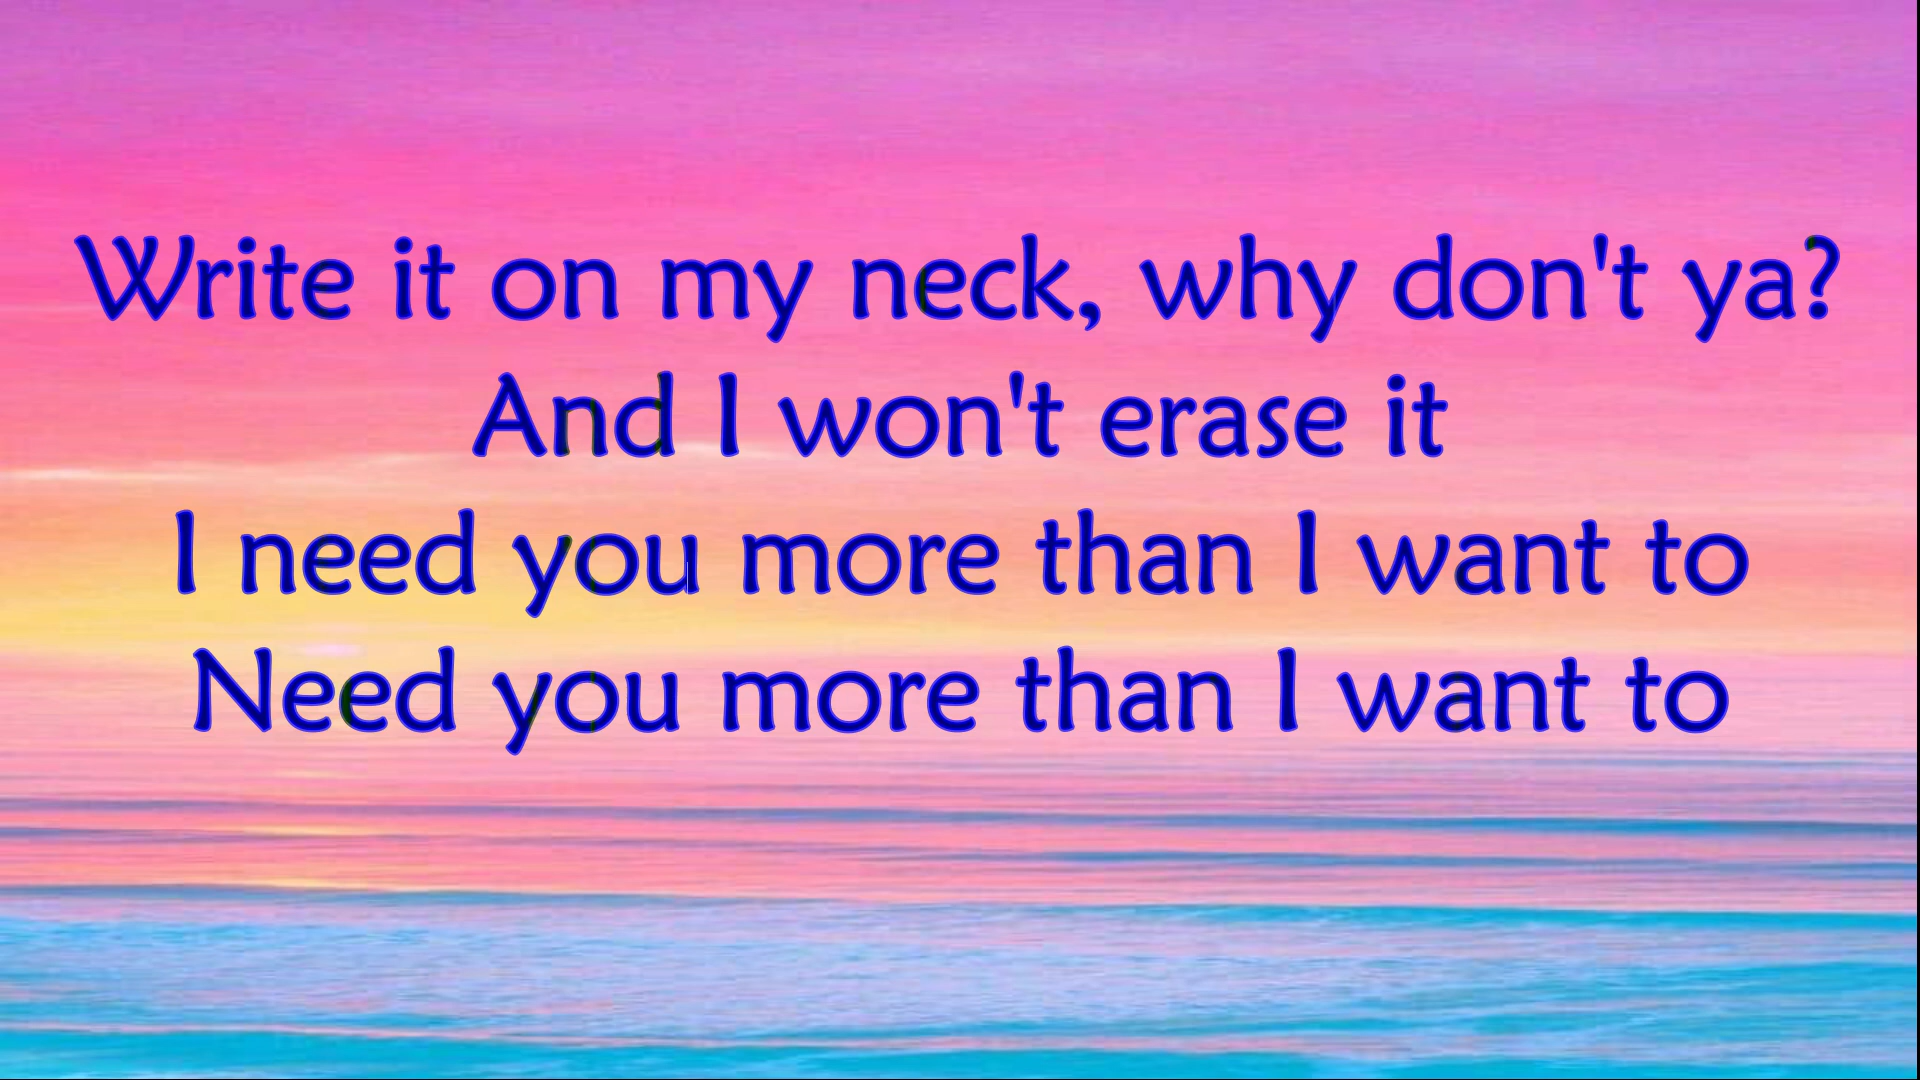 Write it on my neck, why don't ya?
And I won't erase it
I need you more than I want to
Need you more than I want to